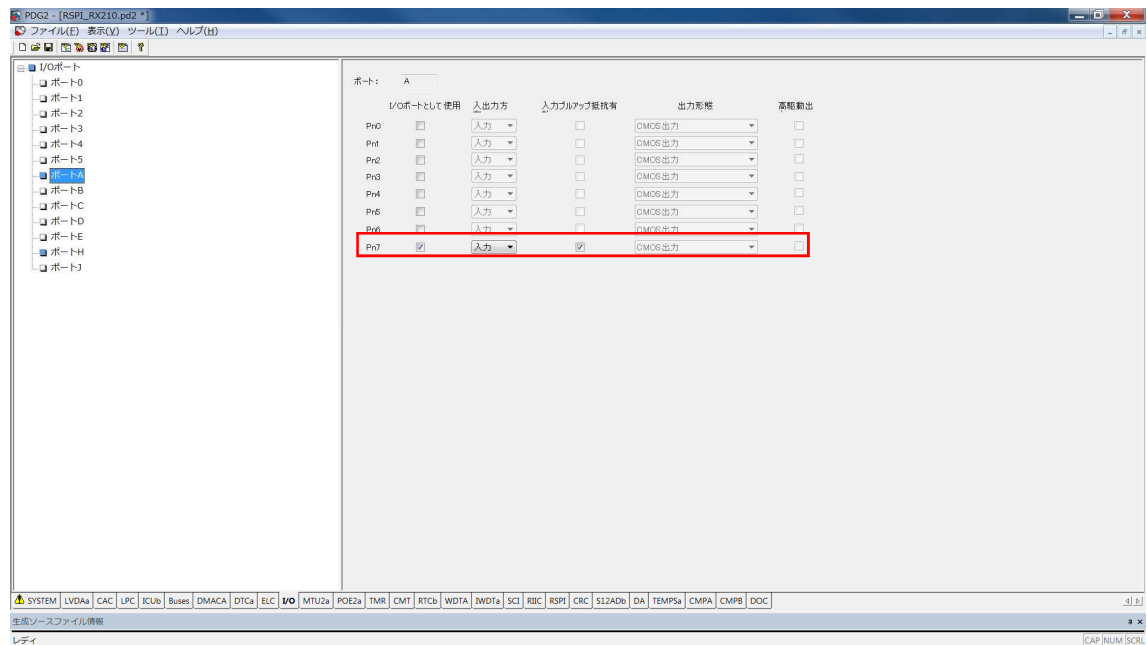 PDG2 - [RSPI_RX210.pd2 *]
ファイル(F) 表示(V) ツール(T) ヘルプ(H)
I/Oポート
ポート0
ポート1
ポート2
ポート3
ポート4
ポート5
ポートA
ポートB
ポートC
ポートD
ポートE
ポートH
ポートJ
ポート: A
I/Oポートとして使用 入出力方 入力プルアップ抵抗有 出力形態 高駆動出
Pn0 入力 CMOS出力
Pn1 入力 CMOS出力
Pn2 入力 CMOS出力
Pn3 入力 CMOS出力
Pn4 入力 CMOS出力
Pn5 入力 CMOS出力
Pn6 入力 CMOS出力
Pn7 入力 CMOS出力
SYSTEM LVDAa CAC LPC ICUb Buses DMACA DTCa ELC I/O MTU2a POE2a TMR CMT RTCb WDTA IWDTa SCI RIIC RSPI CRC S12ADb DA TEMPSa CMPA CMPB DOC
生成ソースファイル情報
レディ CAP NUM SCRL